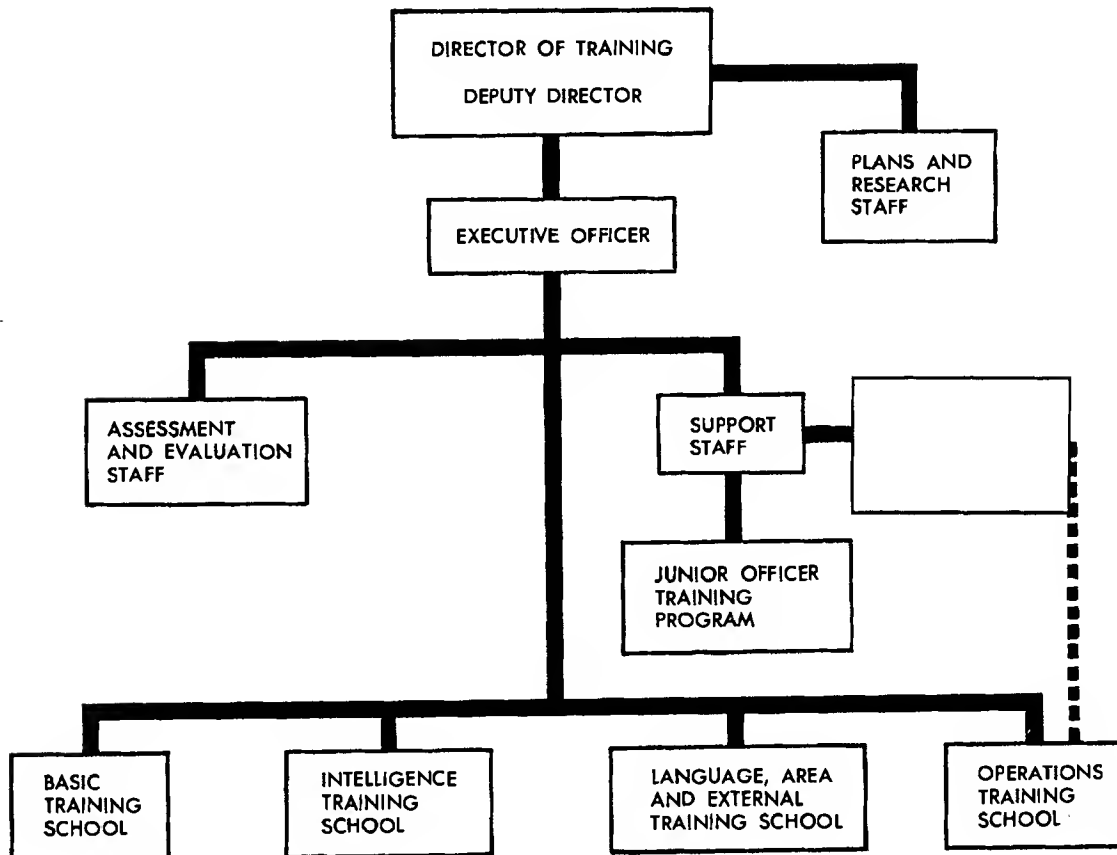 DIRECTOR OF TRAINING
DEPUTY DIRECTOR
PLANS AND
RESEARCH
STAFF
EXECUTIVE OFFICER
ASSESSMENT
AND EVALUATION
STAFF
SUPPORT
STAFF
JUNIOR OFFICER
TRAINING
PROGRAM
BASIC
TRAINING
SCHOOL
INTELLIGENCE
TRAINING
SCHOOL
LANGUAGE, AREA
AND EXTERNAL
TRAINING SCHOOL
OPERATIONS
TRAINING
SCHOOL